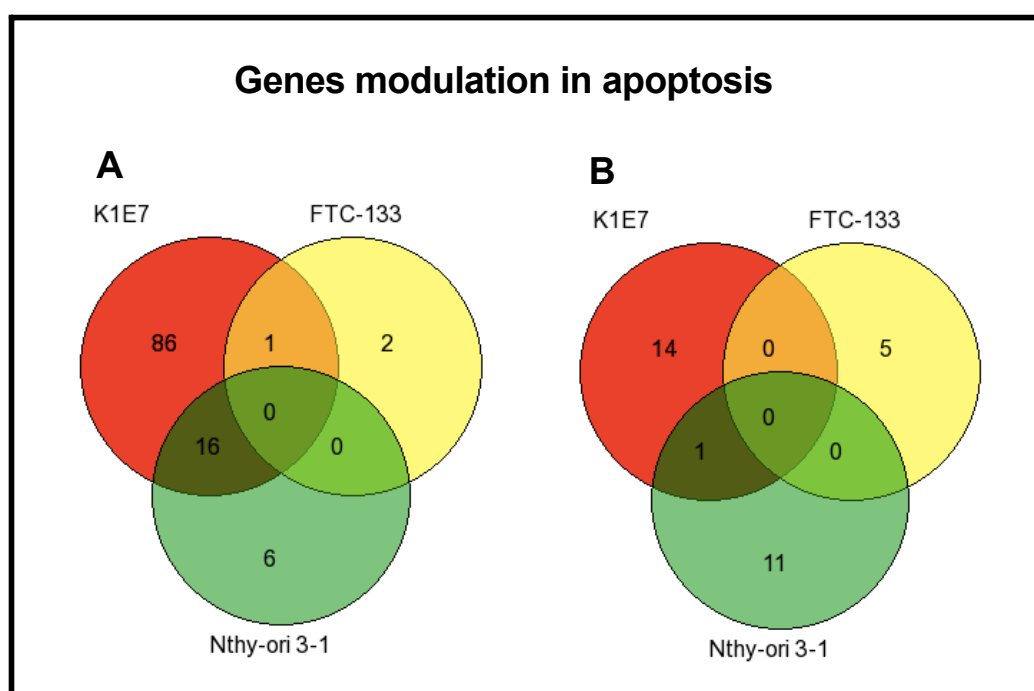 Genes modulation in apoptosis
A
K1E7
FTC-133
86
1
2
0
16
0
6
Nthy-ori 3-1
B
K1E7
FTC-133
14
0
5
0
1
0
11
Nthy-ori 3-1